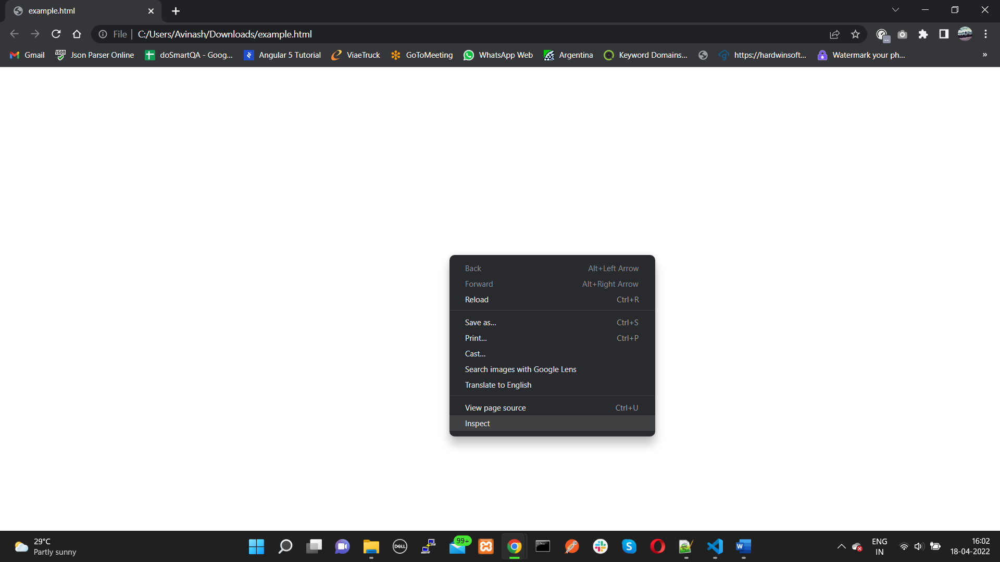 example.html
File | C:/Users/Avinash/Downloads/example.html
Gmail Json Parser Online doSmartQA - Goog... Angular 5 Tutorial ViaeTruck GoToMeeting WhatsApp Web Argentina Keyword Domains... https://hardwinsoft... Watermark your ph... »
Back Alt+Left Arrow
Forward Alt+Right Arrow
Reload Ctrl+R
Save as... Ctrl+S
Print... Ctrl+P
Cast...
Search images with Google Lens
Translate to English
View page source Ctrl+U
Inspect
29°C
Partly sunny
DELL
99+
ENG
IN
16:02
18-04-2022